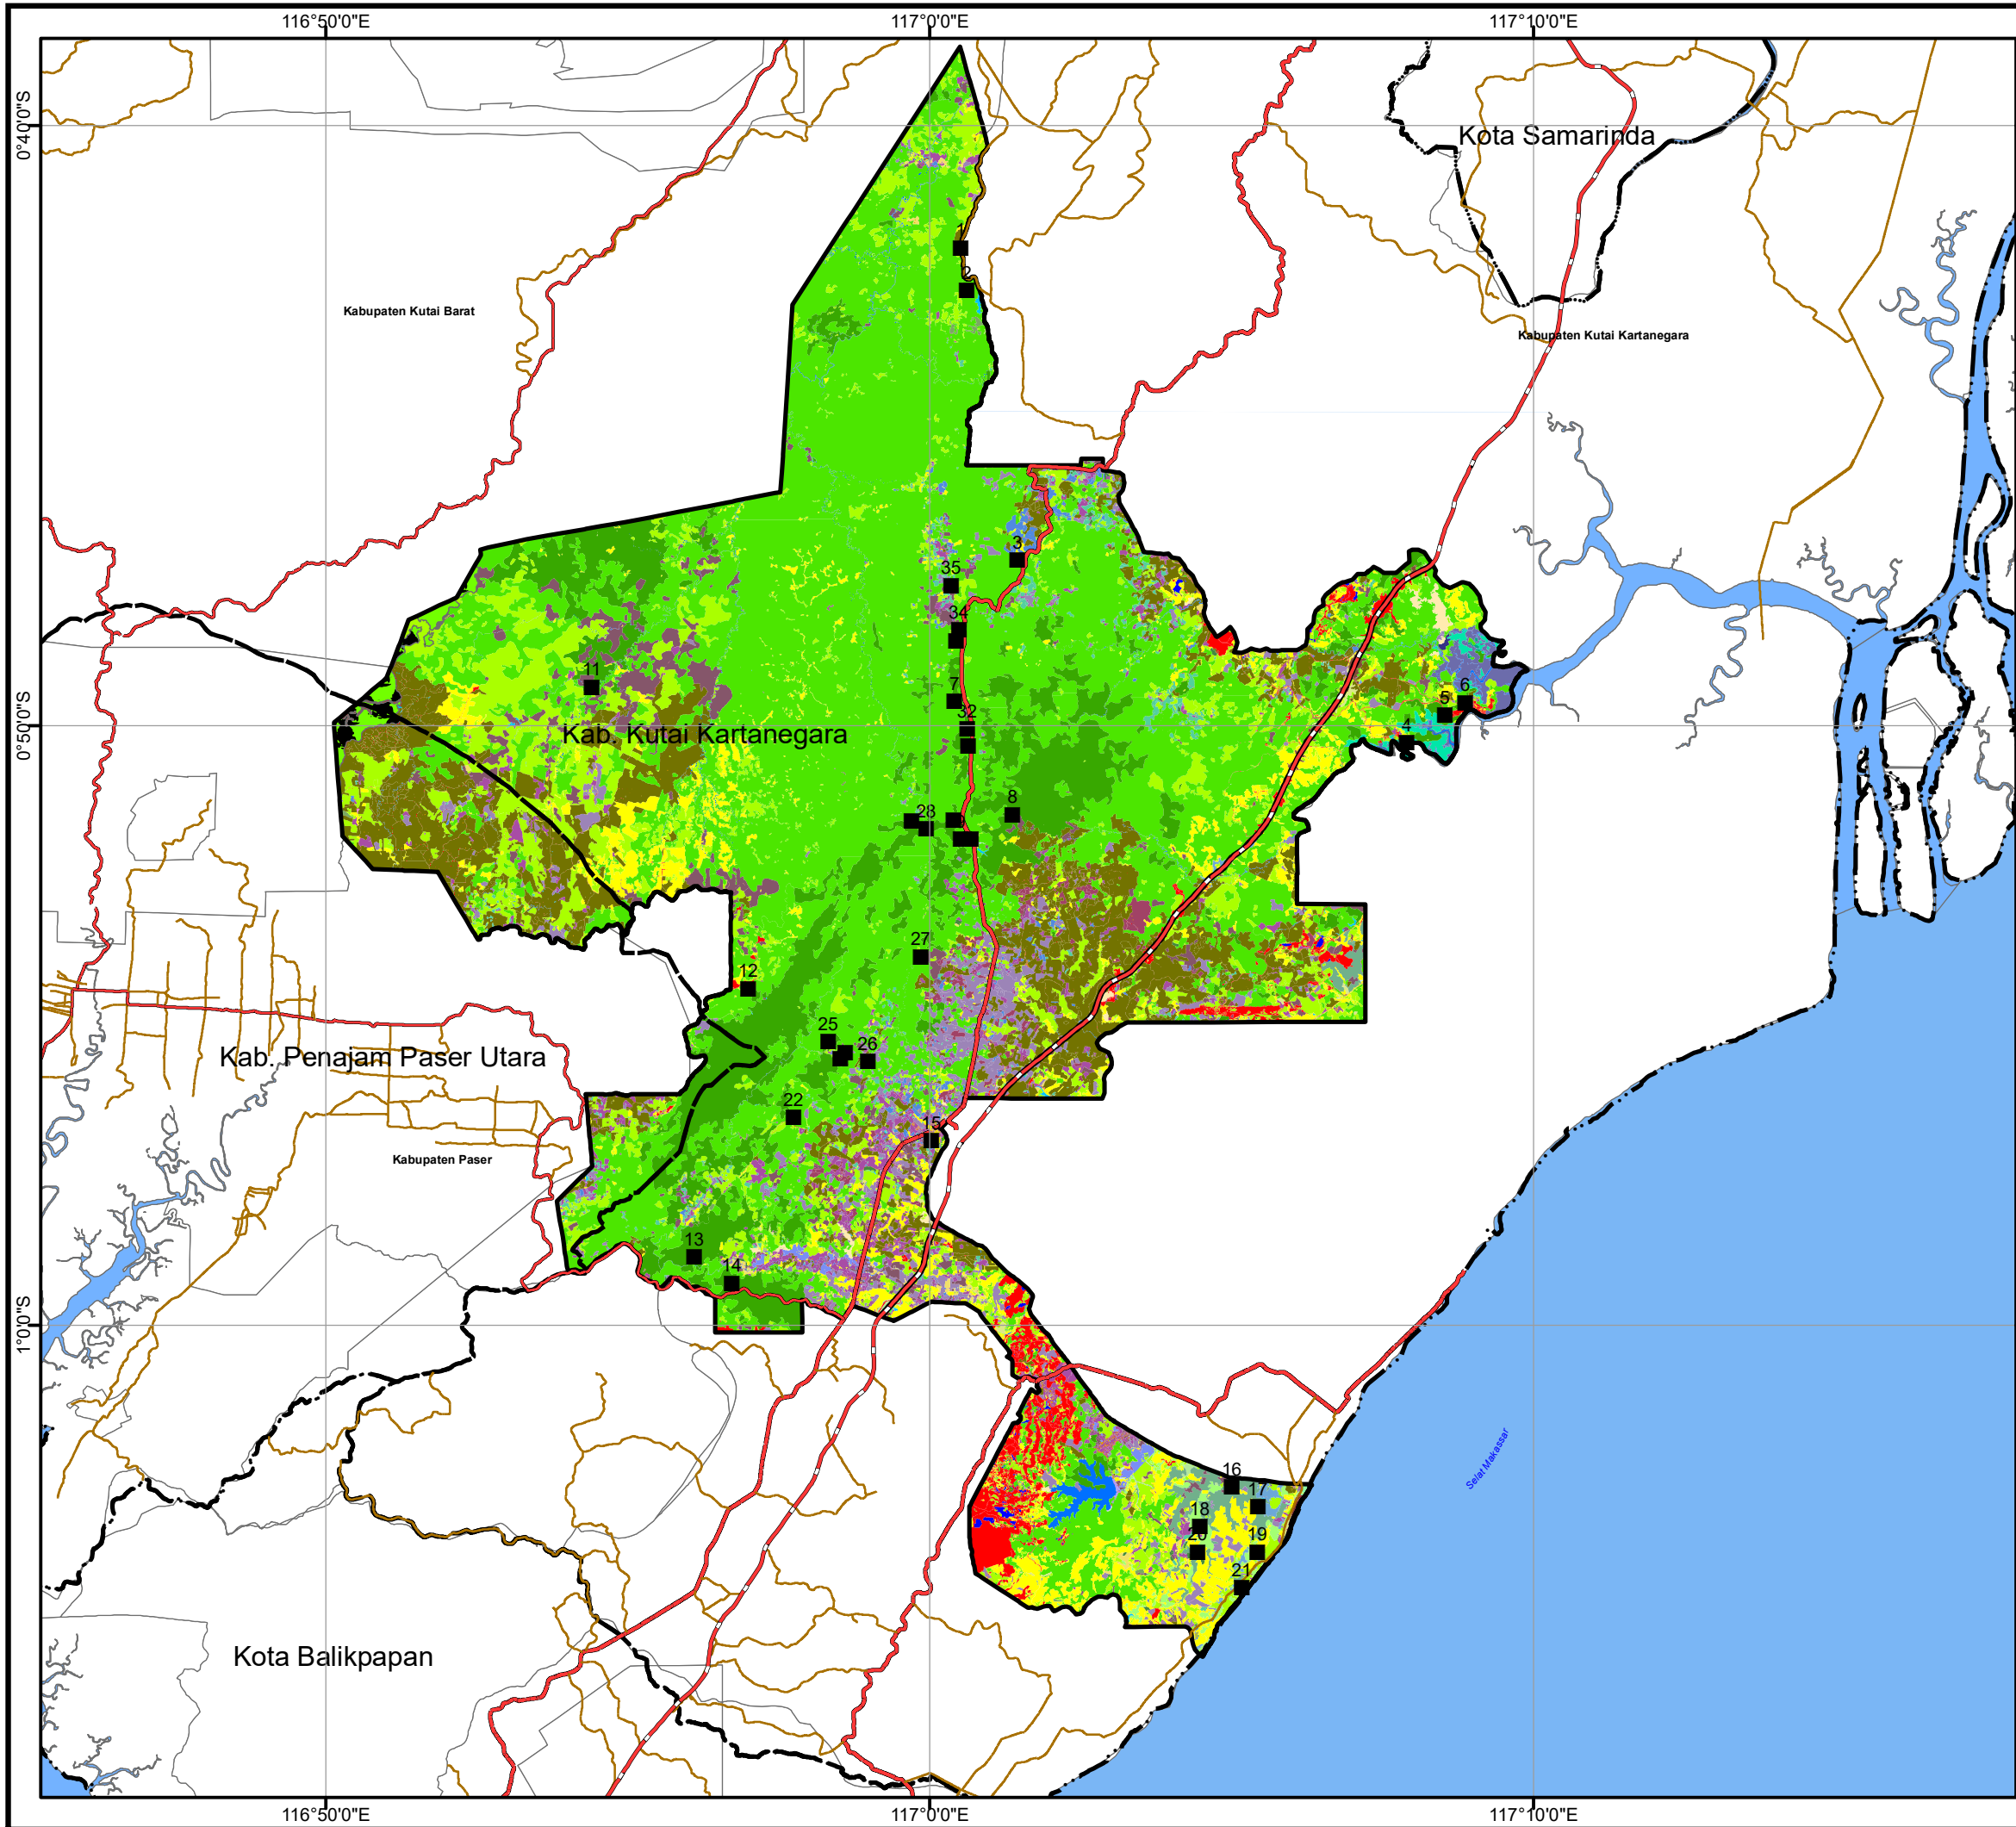 116°50'0"E
117°0'0"E
117°10'0"E
0°40'0"S
Kota Samarinda
1
2
Kabupaten Kutai Barat
Kabupaten Kutai Kartanegara
3
35
34
11
7
6
5
32
4
0°50'0"S
Kab. Kutai Kartanegara
8
28
27
12
25
26
Kab. Penajam Paser Utara
22
15
Kabupaten Paser
13
14
1°0'0"S
Selat Makassar
16
17
18
19
20
21
Kota Balikpapan
116°50'0"E
117°0'0"E
117°10'0"E